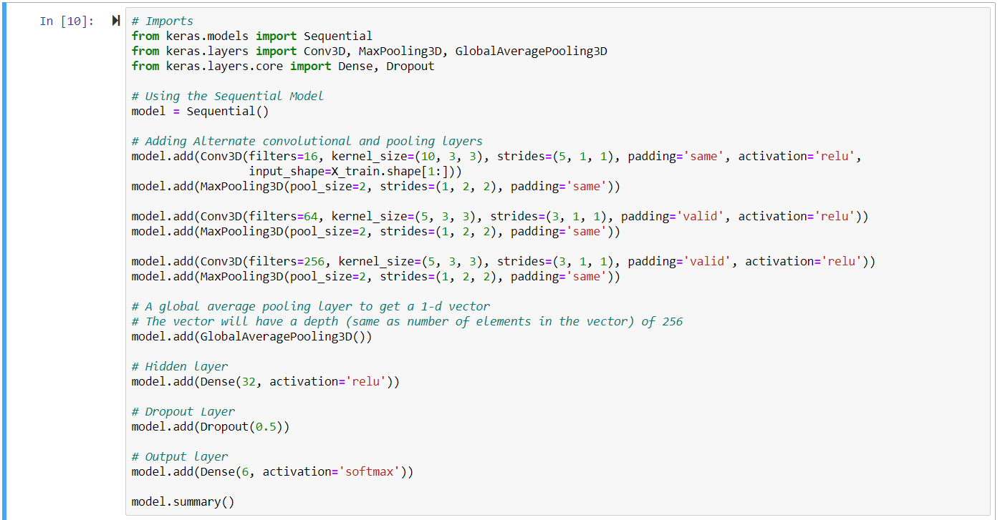 In [10]:
# Imports
from keras.models import Sequential
from keras.layers import Conv3D, MaxPooling3D, GlobalAveragePooling3D
from keras.layers.core import Dense, Dropout

# Using the Sequential Model
model = Sequential()

# Adding Alternate convolutional and pooling layers
model.add(Conv3D(filters=16, kernel_size=(10, 3, 3), strides=(5, 1, 1), padding='same', activation='relu',
                 input_shape=X_train.shape[1:]))
model.add(MaxPooling3D(pool_size=2, strides=(1, 2, 2), padding='same'))

model.add(Conv3D(filters=64, kernel_size=(5, 3, 3), strides=(3, 1, 1), padding='valid', activation='relu'))
model.add(MaxPooling3D(pool_size=2, strides=(1, 2, 2), padding='same'))

model.add(Conv3D(filters=256, kernel_size=(5, 3, 3), strides=(3, 1, 1), padding='valid', activation='relu'))
model.add(MaxPooling3D(pool_size=2, strides=(1, 2, 2), padding='same'))

# A global average pooling layer to get a 1-d vector
# The vector will have a depth (same as number of elements in the vector) of 256
model.add(GlobalAveragePooling3D())

# Hidden layer
model.add(Dense(32, activation='relu'))

# Dropout Layer
model.add(Dropout(0.5))

# Output layer
model.add(Dense(6, activation='softmax'))

model.summary()